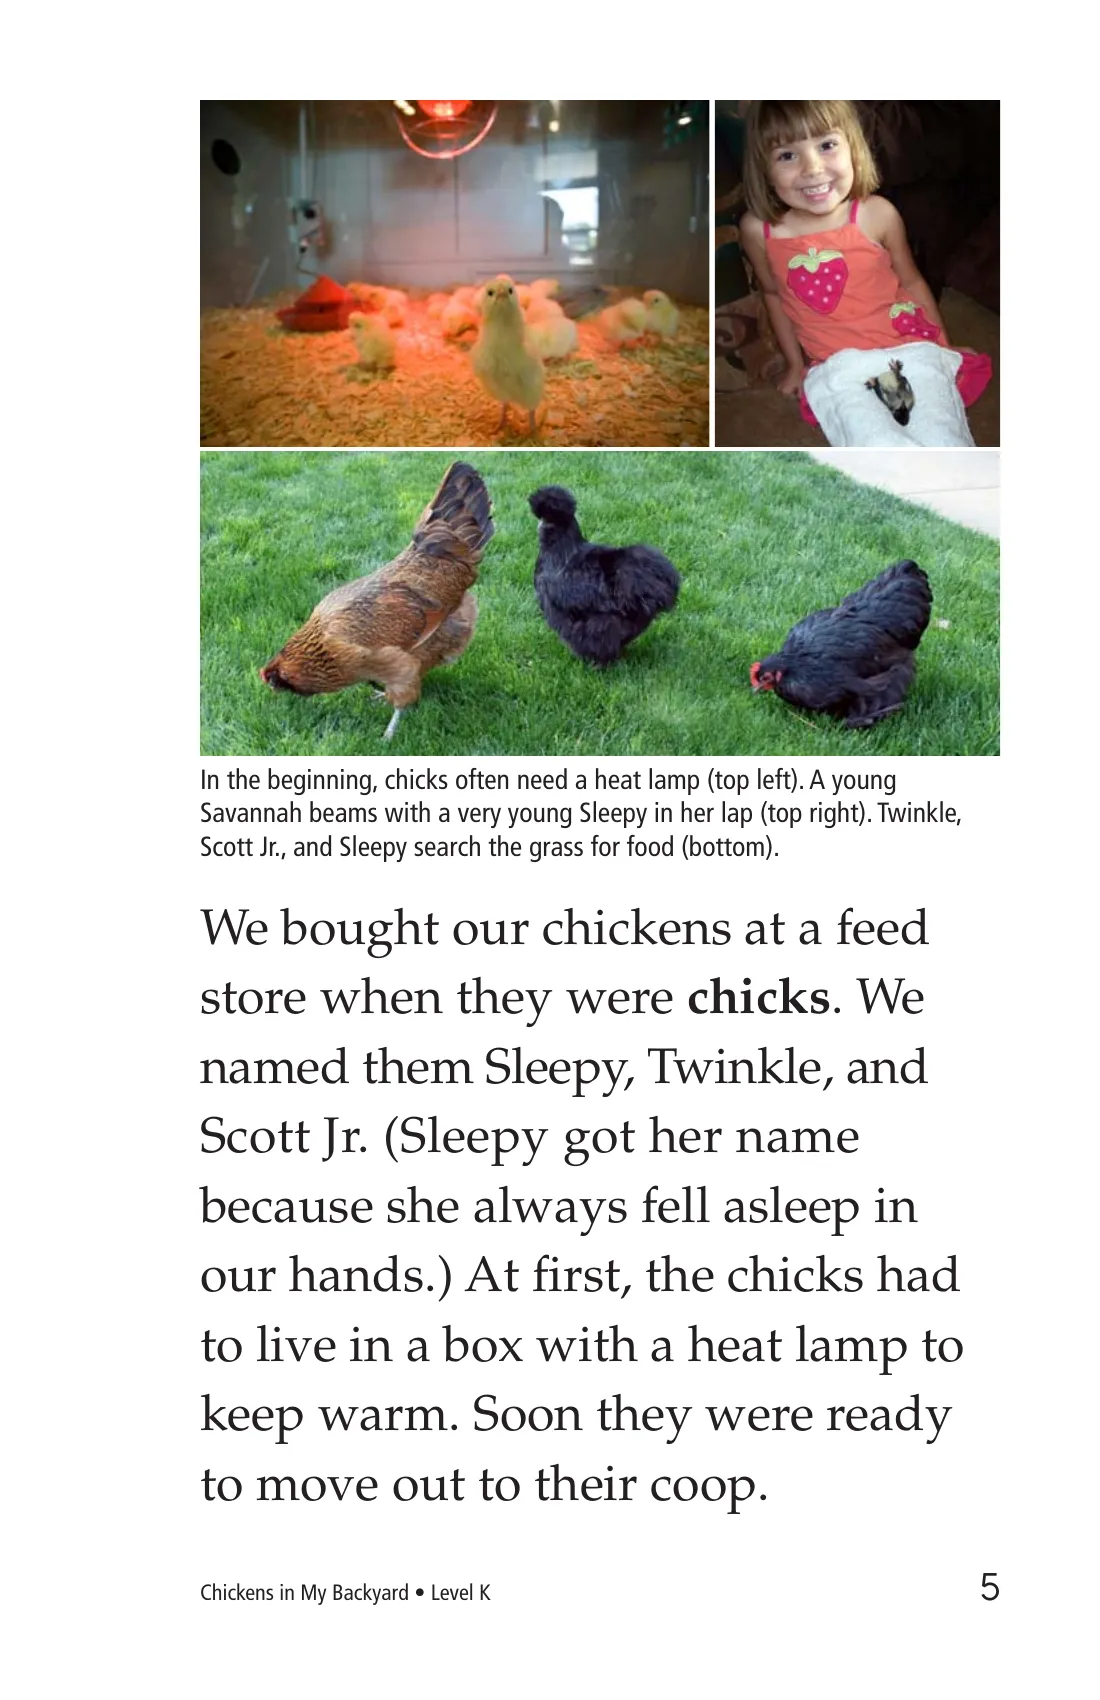 In the beginning, chicks often need a heat lamp (top left). A young
Savannah beams with a very young Sleepy in her lap (top right). Twinkle,
Scott Jr., and Sleepy search the grass for food (bottom).
We bought our chickens at a feed
store when they were chicks. We
named them Sleepy, Twinkle, and
Scott Jr. (Sleepy got her name
because she always fell asleep in
our hands.) At first, the chicks had
to live in a box with a heat lamp to
keep warm. Soon they were ready
to move out to their coop.
Chickens in My Backyard • Level K
5